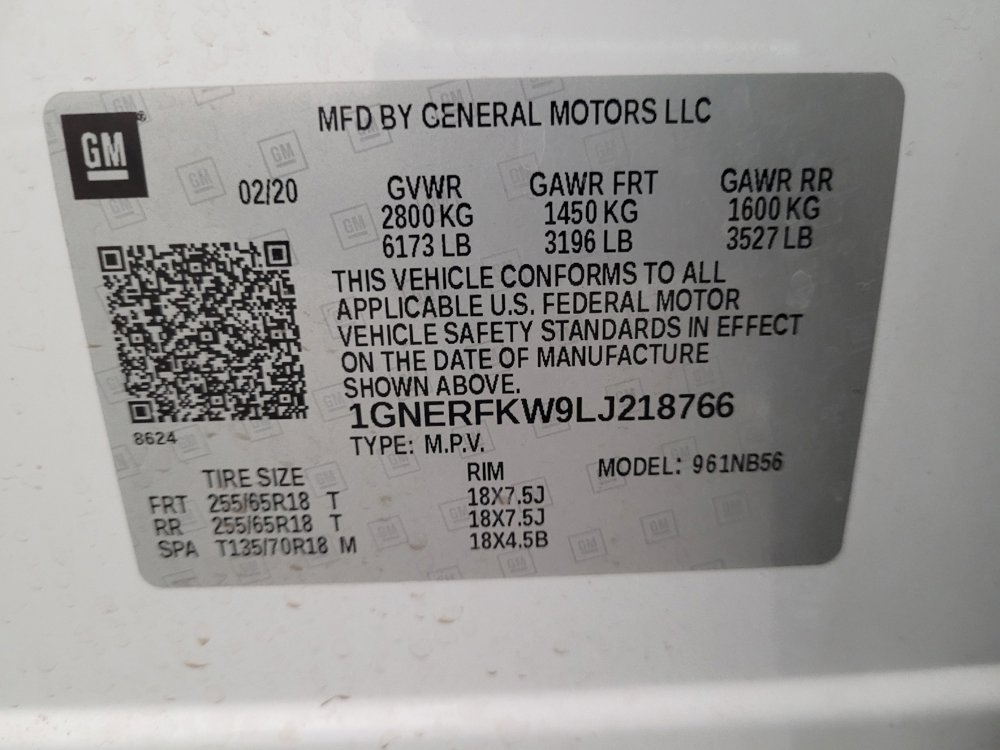 GM
MFD BY GENERAL MOTORS LLC
02/20 GVWR GAWR FRT GAWR RR
2800 KG 1450 KG 1600 KG
6173 LB 3196 LB 3527 LB
THIS VEHICLE CONFORMS TO ALL
APPLICABLE U.S. FEDERAL MOTOR
VEHICLE SAFETY STANDARDS IN EFFECT
ON THE DATE OF MANUFACTURE
SHOWN ABOVE.
1GNERFKW9LJ218766
8624
TYPE: M.P.V.
MODEL: 961NB56
TIRE SIZE RIM
FRT 255/65R18 T 18X7.5J
RR 255/65R18 T 18X7.5J
SPA T135/70R18 M 18X4.5B